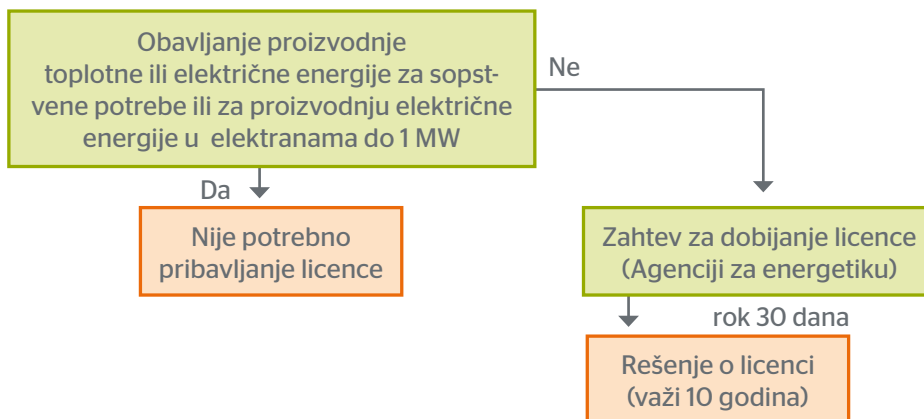 Obavljanje proizvodnje
toplotne ili električne energije za sopst-
vene potrebe ili za proizvodnju električne
energije u elektranama do 1 MW
Ne
Da
Nije potrebno
pribavljanje licence
Zahtev za dobijanje licence
(Agenciji za energetiku)
rok 30 dana
Rešenje o licenci
(važi 10 godina)